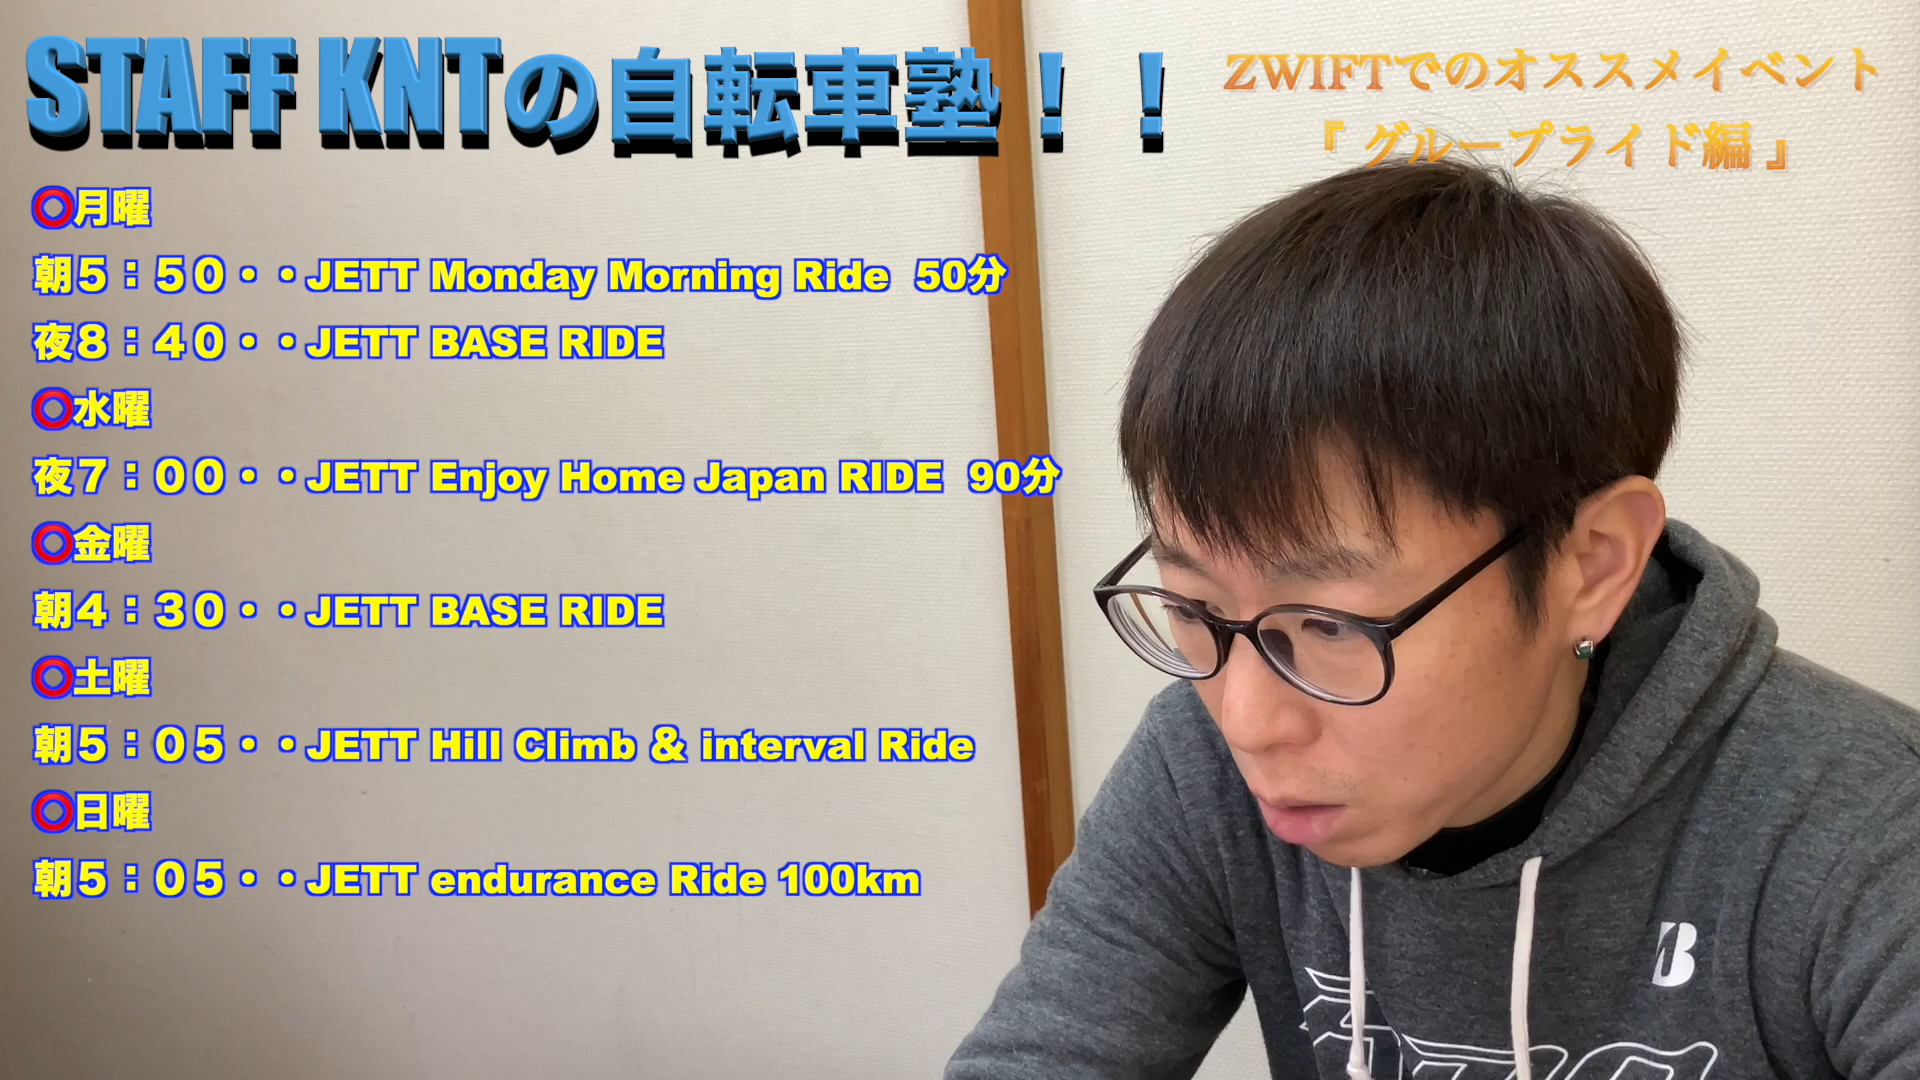 STAFF KNTの自転車塾！！
ZWIFTでのオススメイベント
『 グループライド編 』
⭕月曜
朝５：５０・・JETT Monday Morning Ride 50分
夜８：４０・・JETT BASE RIDE
⭕水曜
夜７：００・・JETT Enjoy Home Japan RIDE 90分
⭕金曜
朝４：３０・・JETT BASE RIDE
⭕土曜
朝５：０５・・JETT Hill Climb & interval Ride
⭕日曜
朝５：０５・・JETT endurance Ride 100km
B